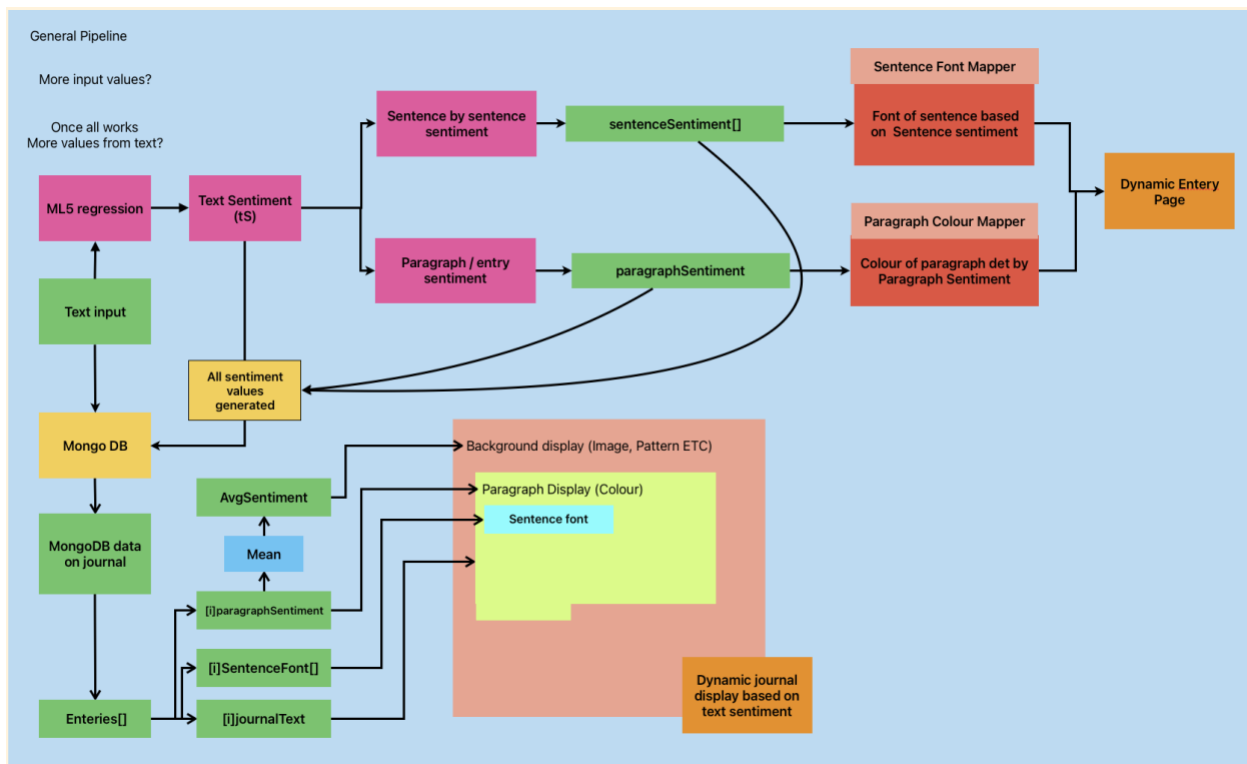 General Pipeline
More input values?
Once all works
More values from text?
ML5 regression
Text Sentiment
(tS)
Text input
Sentence by sentence
sentiment
sentenceSentiment[]
Sentence Font Mapper
Font of sentence based
on Sentence sentiment
Paragraph / entry
sentiment
paragraphSentiment
Paragraph Colour Mapper
Colour of paragraph det by
Paragraph Sentiment
Dynamic Entery
Page
All sentiment
values
generated
Mongo DB
MongoDB data
on journal
Enteries[]
AvgSentiment
Mean
[i]paragraphSentiment
[i]SentenceFont[]
[i]journalText
Background display (Image, Pattern ETC)
Paragraph Display (Colour)
Sentence font
Dynamic journal
display based on
text sentiment